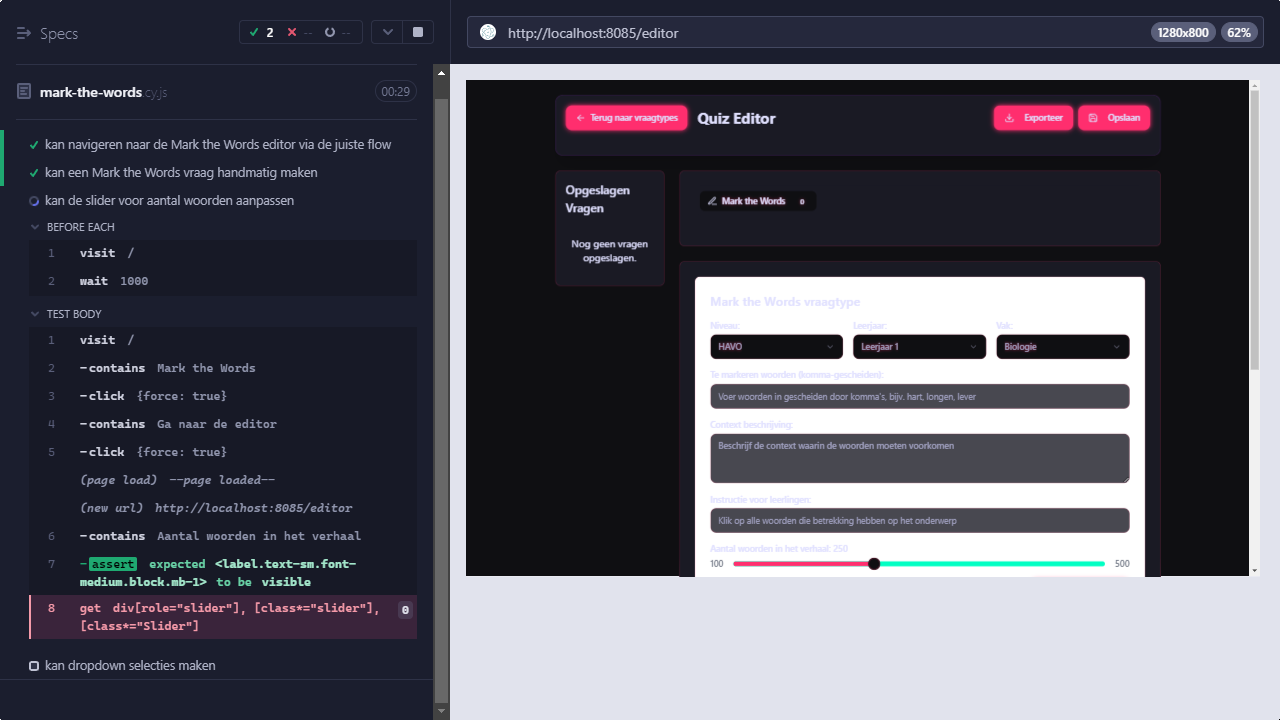 Specs
2
--
--
http://localhost:8085/editor
1280x800
62%
mark-the-words.cy.js
00:29
kan navigeren naar de Mark the Words editor via de juiste flow
kan een Mark the Words vraag handmatig maken
kan de slider voor aantal woorden aanpassen
BEFORE EACH
1 visit /
2 wait 1000
TEST BODY
1 visit /
2 -contains Mark the Words
3 -click {force: true}
4 -contains Ga naar de editor
5 -click {force: true}
(page load) --page loaded--
(new url) http://localhost:8085/editor
6 -contains Aantal woorden in het verhaal
7 -assert expected <label.text-sm.font-
medium.block.mb-1> to be visible
8 get div[role="slider"], [class*="slider"], 0
[class*="Slider"]
kan dropdown selecties maken
Terug naar vraagtypes
Quiz Editor
Exporteer
Opslaan
Opgeslagen
Vragen
Nog geen vragen
opgeslagen.
Mark the Words 0
Mark the Words vraagtype
Niveau: Leerjaar: Vak:
HAVO Leerjaar 1 Biologie
Te markeren woorden (komma-gescheiden):
Voer woorden in gescheiden door komma's, bijv. hart, longen, lever
Context beschrijving:
Beschrijf de context waarin de woorden moeten voorkomen
Instructie voor leerlingen:
Klik op alle woorden die betrekking hebben op het onderwerp
Aantal woorden in het verhaal: 250
100 500